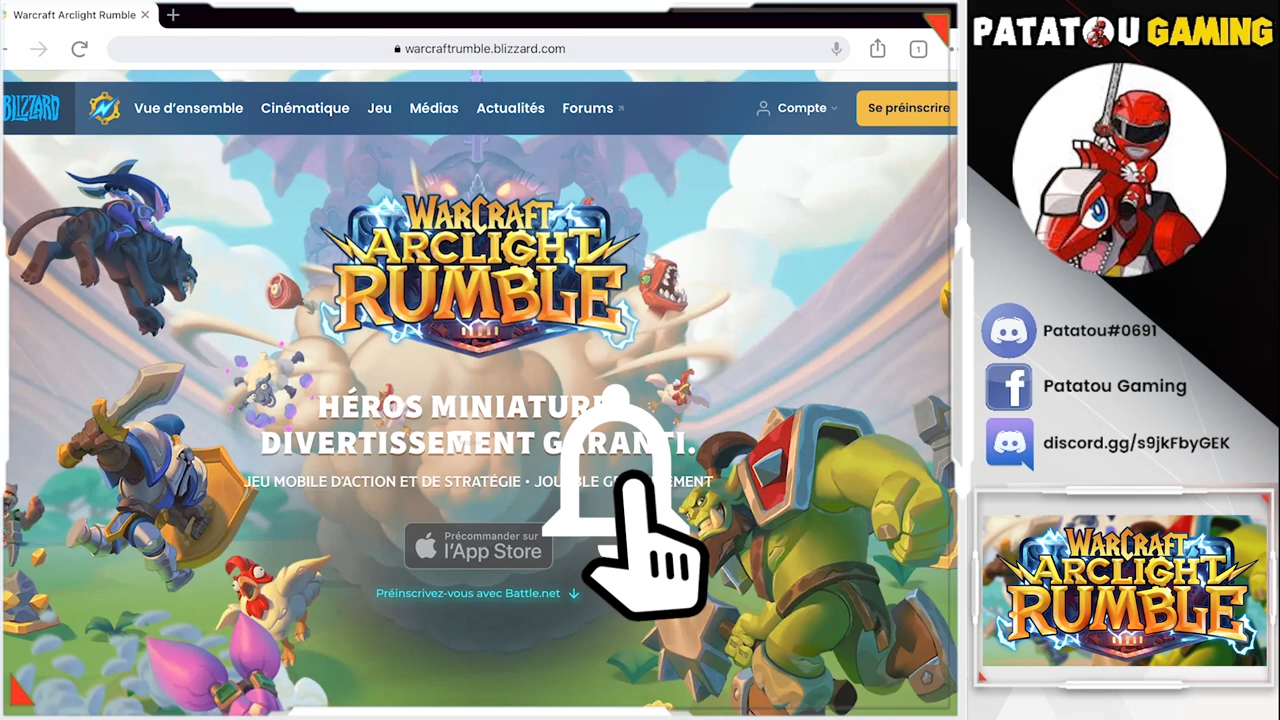 Warcraft Arclight Rumble
warcraftrumble.blizzard.com
1
BLIZZARD
Vue d'ensemble
Cinématique
Jeu
Médias
Actualités
Forums
Compte
Se préinscrire
WARCRAFT
ARCLIGHT
RUMBLE
HÉROS
DIVERTISSEMENT
JEU MOBILE D'ACTION ET DE STRATÉGIE •
Précommander sur
l'App Store
Préinscrivez-vous avec Battle.net
PATATOU GAMING
Patatou#0691
Patatou Gaming
discord.gg/s9jkFbyGEK
WARCRAFT
ARCLIGHT
RUMBLE